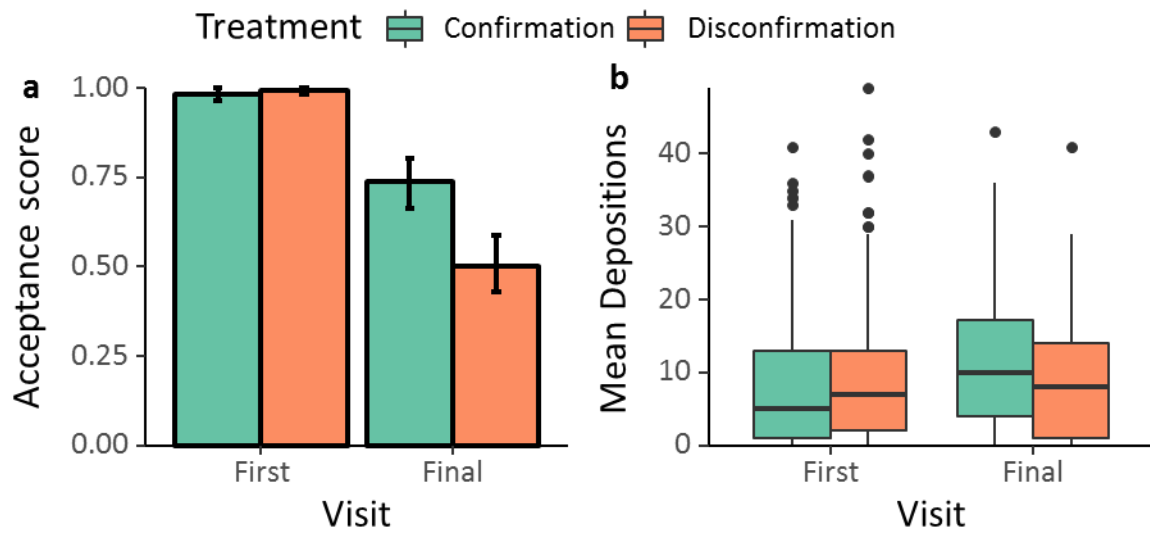 Treatment Confirmation Disconfirmation
a
Acceptance score
1.00
0.75
0.50
0.25
0.00
First Final
Visit
b
Mean Depositions
40
30
20
10
0
First Final
Visit